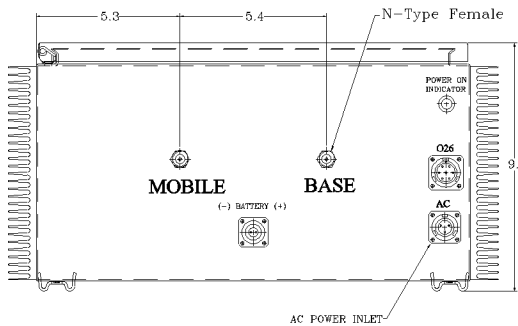 5.3
5.4
N-Type Female
POWER ON
INDICATOR
O26
9.
MOBILE
BASE
(-) BATTERY (+)
AC
AC POWER INLET